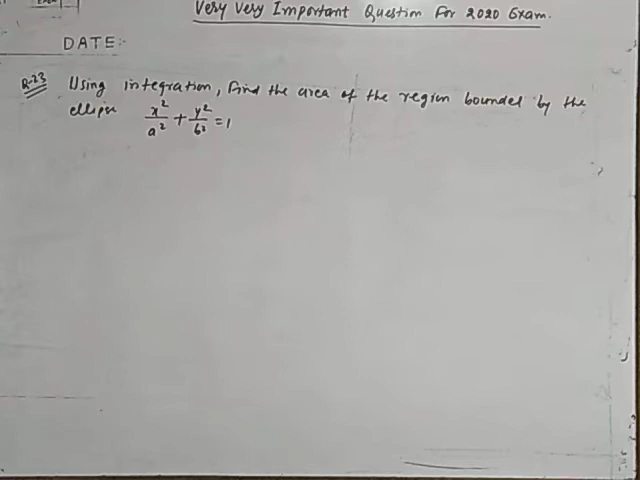 Very Very Important Question For 2020 Exam.
DATE:-
Q-23 Using integration, Find the area of the region bounded by the
ellipse x²/a² + y²/b² = 1